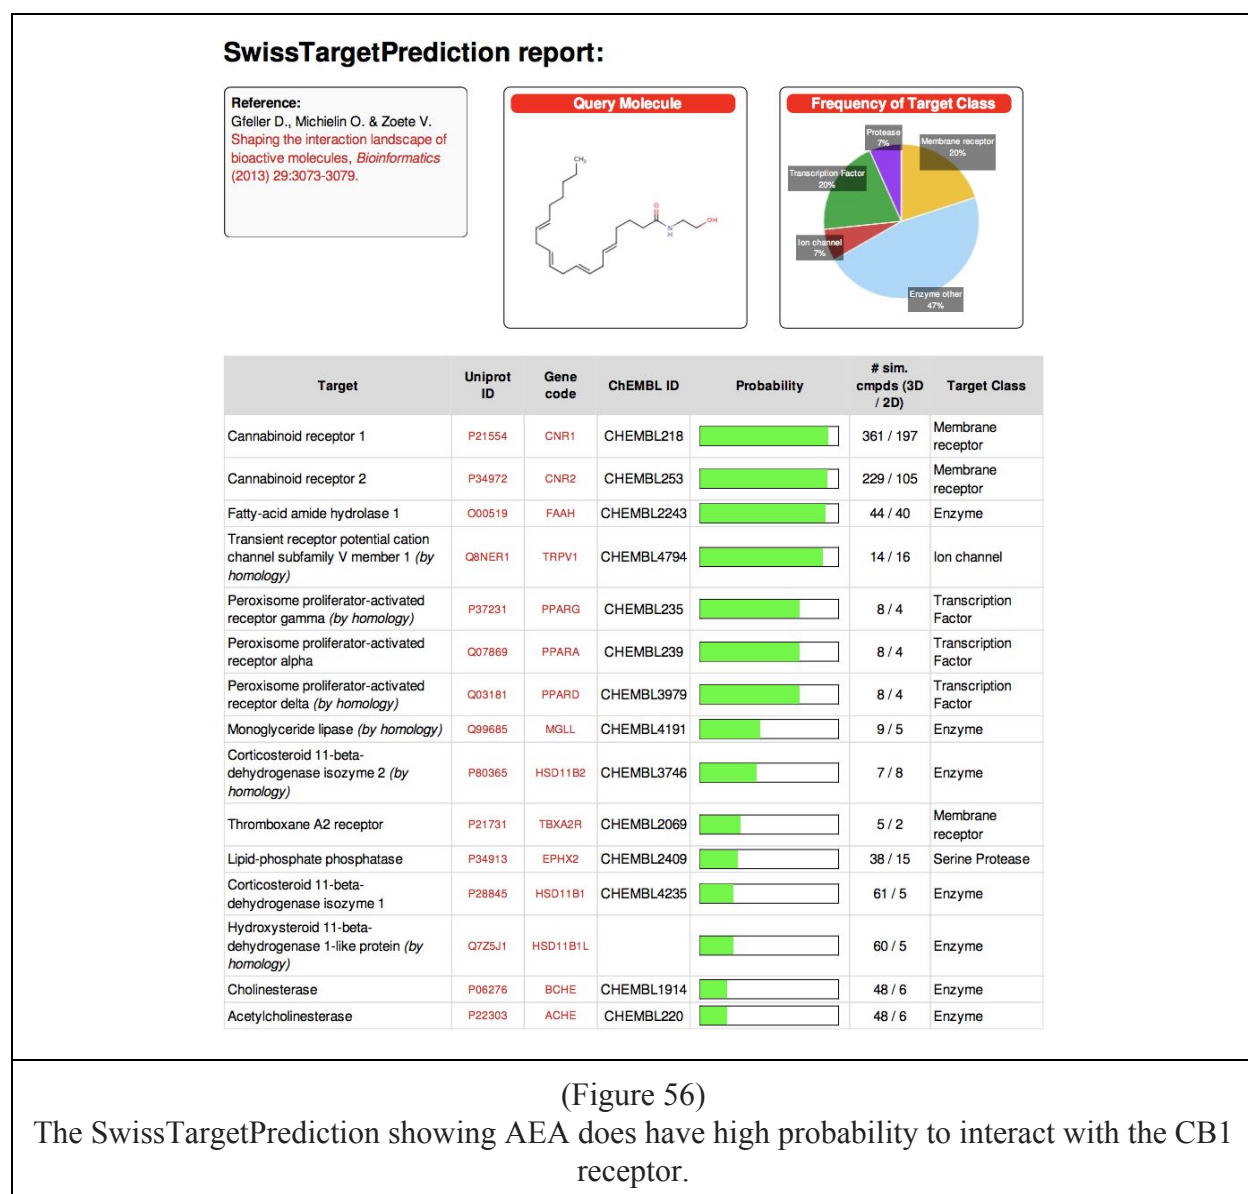 SwissTargetPrediction report:
Reference:
Gfeller D., Michielin O. & Zoete V.
Shaping the interaction landscape of
bioactive molecules, Bioinformatics
(2013) 29:3073-3079.
Query Molecule
CH₃
O
N
H
OH
Frequency of Target Class
Protease
7%
Membrane receptor
20%
Transcription Factor
20%
Ion channel
7%
Enzyme other
47%
Target Uniprot ID Gene code ChEMBL ID Probability # sim. cmpds (3D / 2D) Target Class
Cannabinoid receptor 1 P21554 CNR1 CHEMBL218 361 / 197 Membrane receptor
Cannabinoid receptor 2 P34972 CNR2 CHEMBL253 229 / 105 Membrane receptor
Fatty-acid amide hydrolase 1 O00519 FAAH CHEMBL2243 44 / 40 Enzyme
Transient receptor potential cation channel subfamily V member 1 (by homology) Q8NER1 TRPV1 CHEMBL4794 14 / 16 Ion channel
Peroxisome proliferator-activated receptor gamma (by homology) P37231 PPARG CHEMBL235 8 / 4 Transcription Factor
Peroxisome proliferator-activated receptor alpha Q07869 PPARA CHEMBL239 8 / 4 Transcription Factor
Peroxisome proliferator-activated receptor delta (by homology) Q03181 PPARD CHEMBL3979 8 / 4 Transcription Factor
Monoglyceride lipase (by homology) Q99685 MGLL CHEMBL4191 9 / 5 Enzyme
Corticosteroid 11-beta-dehydrogenase isozyme 2 (by homology) P80365 HSD11B2 CHEMBL3746 7 / 8 Enzyme
Thromboxane A2 receptor P21731 TBXA2R CHEMBL2069 5 / 2 Membrane receptor
Lipid-phosphate phosphatase P34913 EPHX2 CHEMBL2409 38 / 15 Serine Protease
Corticosteroid 11-beta-dehydrogenase isozyme 1 P28845 HSD11B1 CHEMBL4235 61 / 5 Enzyme
Hydroxysteroid 11-beta-dehydrogenase 1-like protein (by homology) Q7Z5J1 HSD11B1L 60 / 5 Enzyme
Cholinesterase P06276 BCHE CHEMBL1914 48 / 6 Enzyme
Acetylcholinesterase P22303 ACHE CHEMBL220 48 / 6 Enzyme
(Figure 56)
The SwissTargetPrediction showing AEA does have high probability to interact with the CB1
receptor.